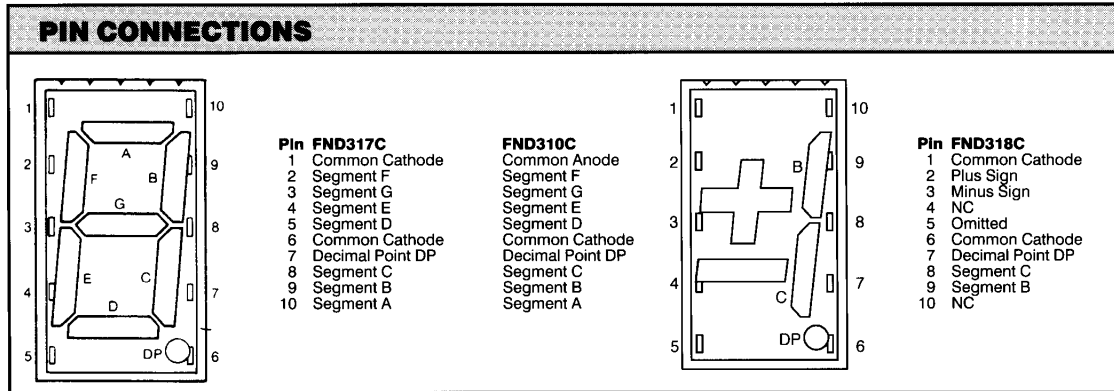 PIN CONNECTIONS
1
2
3
4
5
10
9
8
7
6
A
F
B
G
E
C
D
DP
Pin FND317C FND310C
1 Common Cathode Common Anode
2 Segment F Segment F
3 Segment G Segment G
4 Segment E Segment E
5 Segment D Segment D
6 Common Cathode Common Cathode
7 Decimal Point DP Decimal Point DP
8 Segment C Segment C
9 Segment B Segment B
10 Segment A Segment A
1
2
3
4
5
10
9
8
7
6
B
C
DP
Pin FND318C
1 Common Cathode
2 Plus Sign
3 Minus Sign
4 NC
5 Omitted
6 Common Cathode
7 Decimal Point DP
8 Segment C
9 Segment B
10 NC